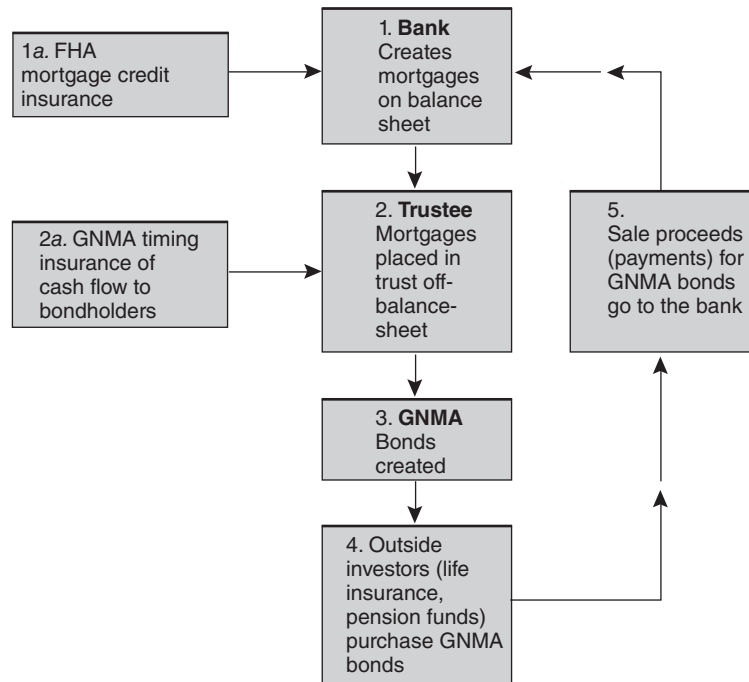 1a. FHA
mortgage credit
insurance
1. Bank
Creates
mortgages
on balance
sheet
2a. GNMA timing
insurance of
cash flow to
bondholders
2. Trustee
Mortgages
placed in
trust off-
balance-
sheet
3. GNMA
Bonds
created
4. Outside
investors (life
insurance,
pension funds)
purchase GNMA
bonds
5.
Sale proceeds
(payments) for
GNMA bonds
go to the bank